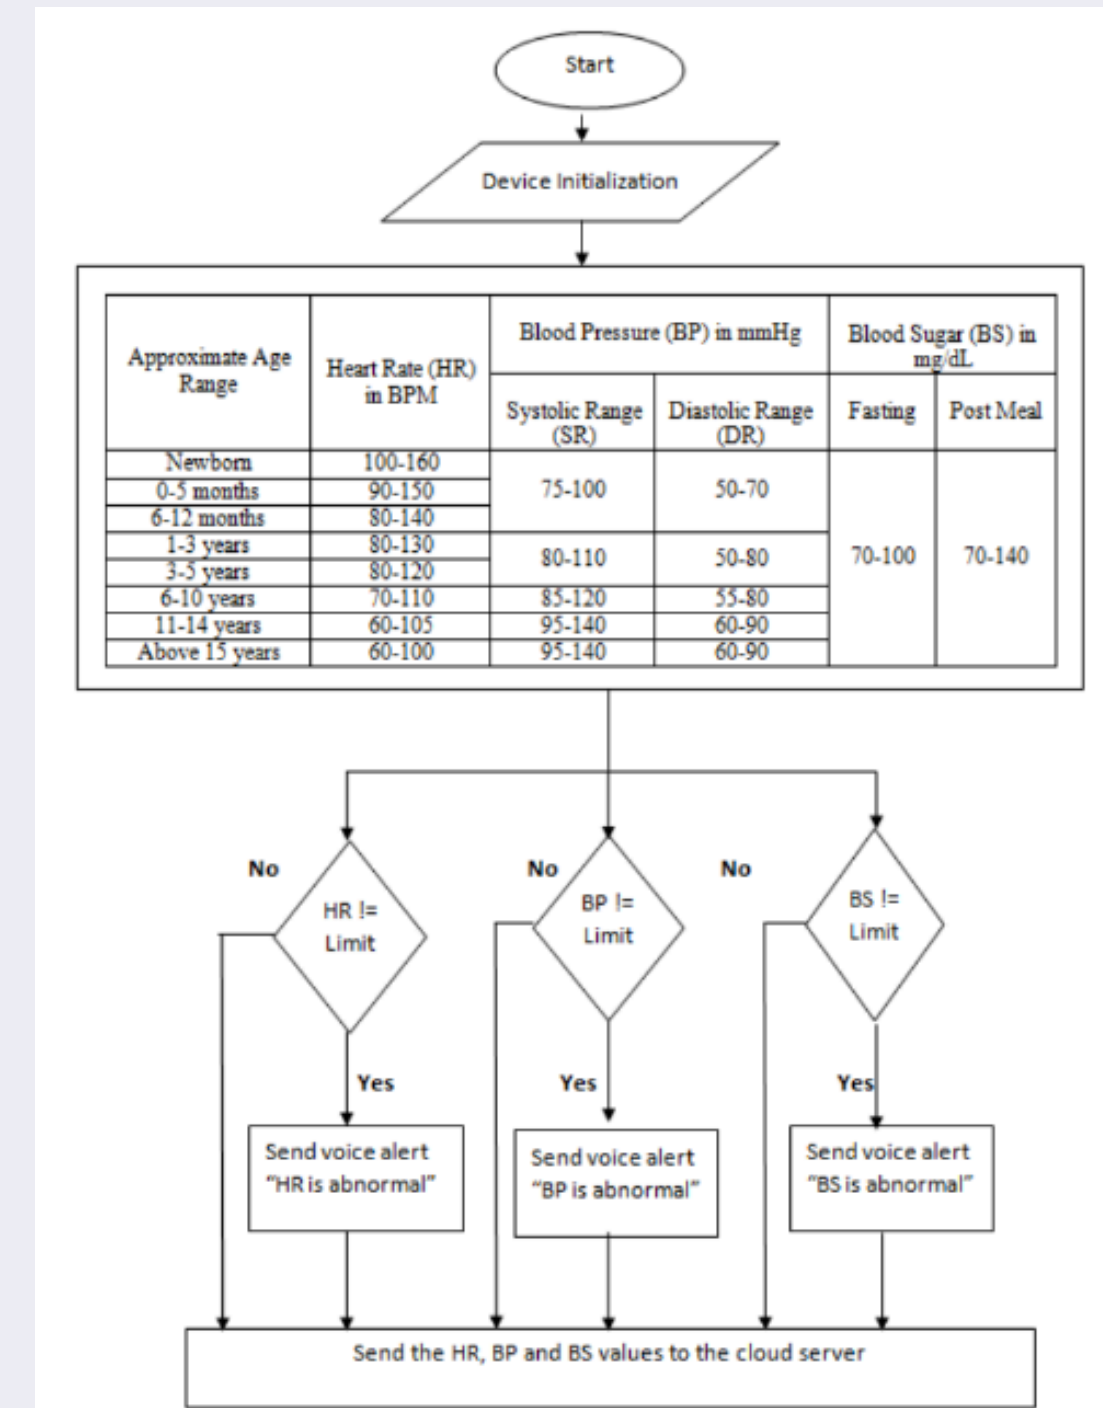 Start
Device Initialization
Approximate Age
Range
Heart Rate (HR)
in BPM
Blood Pressure (BP) in mmHg
Blood Sugar (BS) in
mg/dL
Systolic Range
(SR)
Diastolic Range
(DR)
Fasting
Post Meal
Newborn 100-160
0-5 months 90-150 75-100 50-70
6-12 months 80-140
1-3 years 80-130
80-110 50-80 70-100 70-140
3-5 years 80-120
6-10 years 70-110 85-120 55-80
11-14 years 60-105 95-140 60-90
Above 15 years 60-100 95-140 60-90
No No No
HR !=
Limit
BP !=
Limit
BS !=
Limit
Yes Yes Yes
Send voice alert
“HR is abnormal”
Send voice alert
“BP is abnormal”
Send voice alert
“BS is abnormal”
Send the HR, BP and BS values to the cloud server